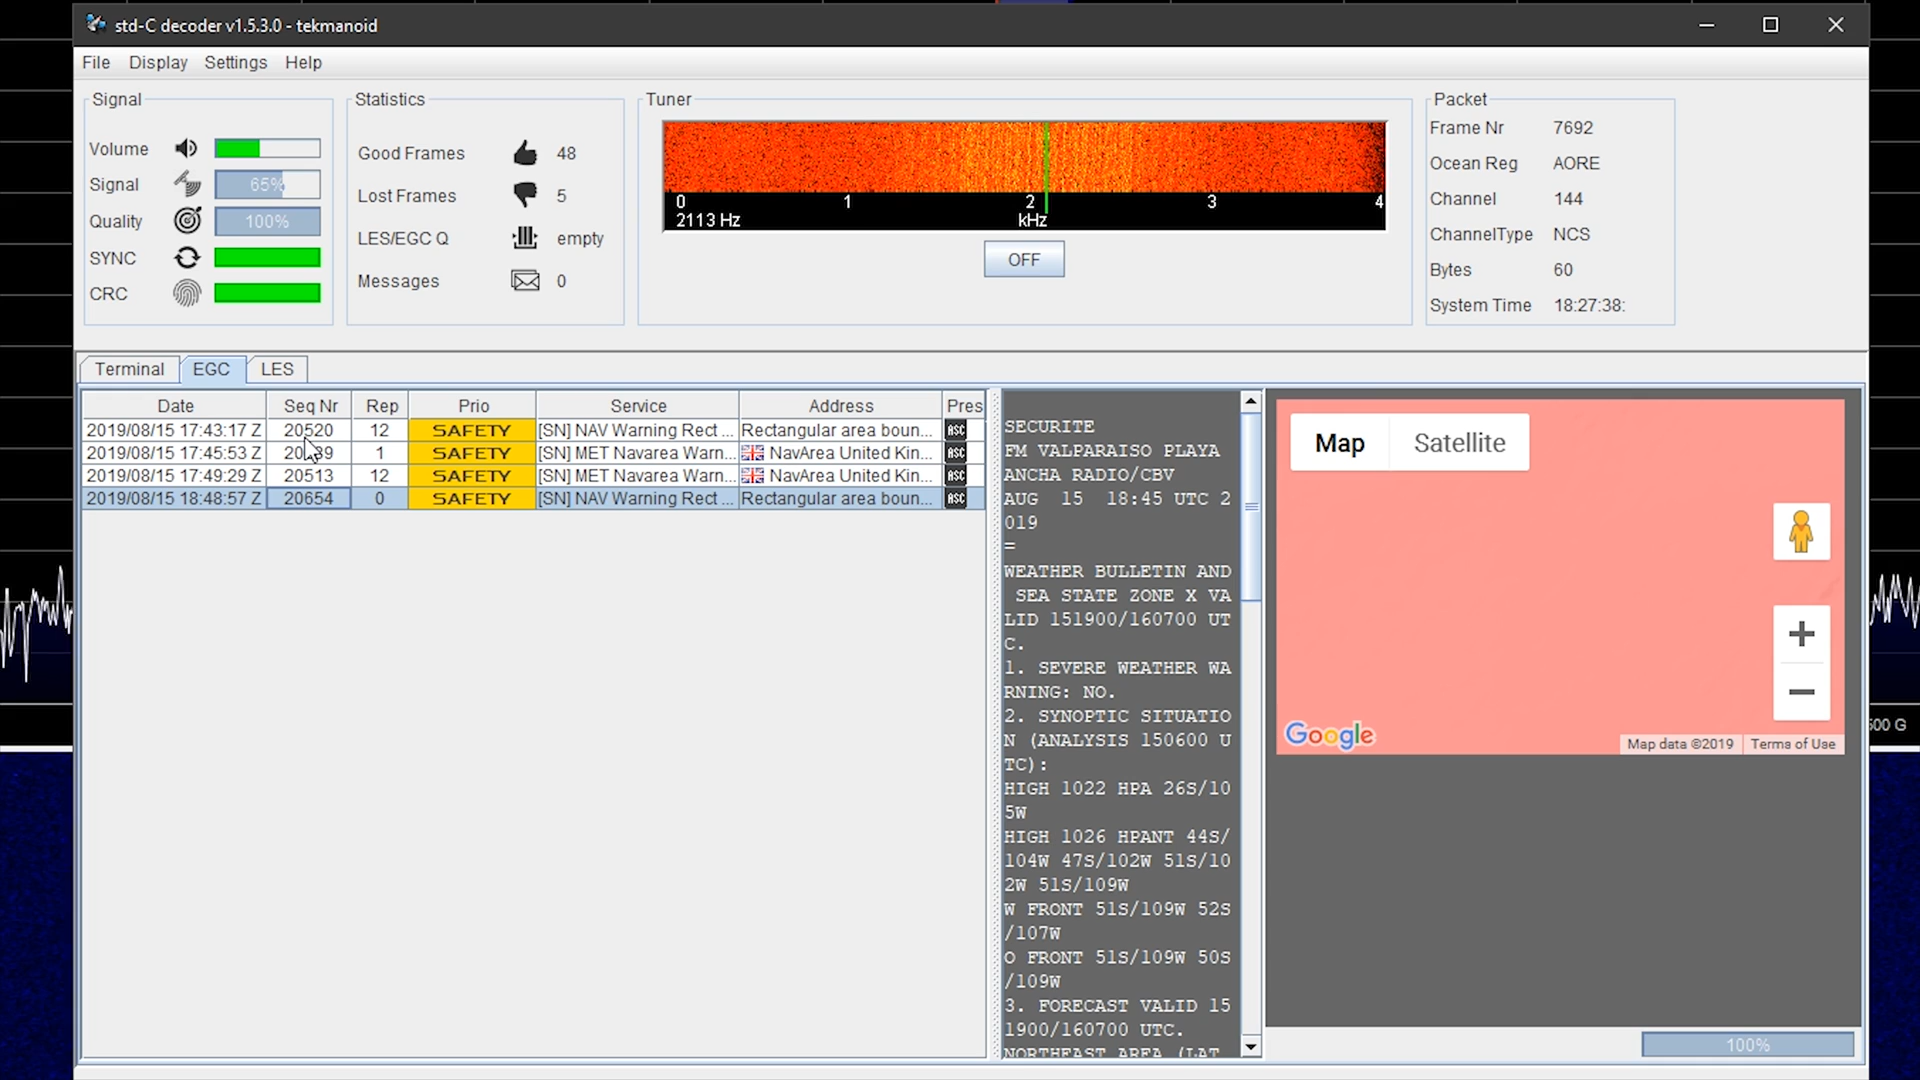 std-C decoder v1.5.3.0 - tekmanoid
File Display Settings Help
Signal
Volume
Signal 65%
Quality 100%
SYNC
CRC
Statistics
Good Frames 48
Lost Frames 5
LES/EGC Q empty
Messages 0
Tuner
0 1 2 3 4
2113 Hz kHz
OFF
Packet
Frame Nr 7692
Ocean Reg AORE
Channel 144
ChannelType NCS
Bytes 60
System Time 18:27:38:
Terminal EGC LES
Date Seq Nr Rep Prio Service Address Pres
2019/08/15 17:43:17 Z 20520 12 SAFETY [SN] NAV Warning Rect ... Rectangular area boun... ASC
2019/08/15 17:45:53 Z 1 SAFETY [SN] MET Navarea Warn... NavArea United Kin... ASC
2019/08/15 17:49:29 Z 20513 12 SAFETY [SN] MET Navarea Warn... NavArea United Kin... ASC
2019/08/15 18:48:57 Z 20654 0 SAFETY [SN] NAV Warning Rect ... Rectangular area boun... ASC
SECURITE
FM VALPARAISO PLAYA
ANCHA RADIO/CBV
AUG 15 18:45 UTC 2
019
=
WEATHER BULLETIN AND
SEA STATE ZONE X VA
LID 151900/160700 UT
C.
1. SEVERE WEATHER WA
RNING: NO.
2. SYNOPTIC SITUATIO
N (ANALYSIS 150600 U
TC):
HIGH 1022 HPA 26S/10
5W
HIGH 1026 HPANT 44S/
104W 47S/102W 51S/10
2W 51S/109W
W FRONT 51S/109W 52S
/107W
O FRONT 51S/109W 50S
/109W
3. FORECAST VALID 15
1900/160700 UTC.
NORTHEAST AREA (LAT
Map Satellite
Google
Map data ©2019 Terms of Use
100%
500 G